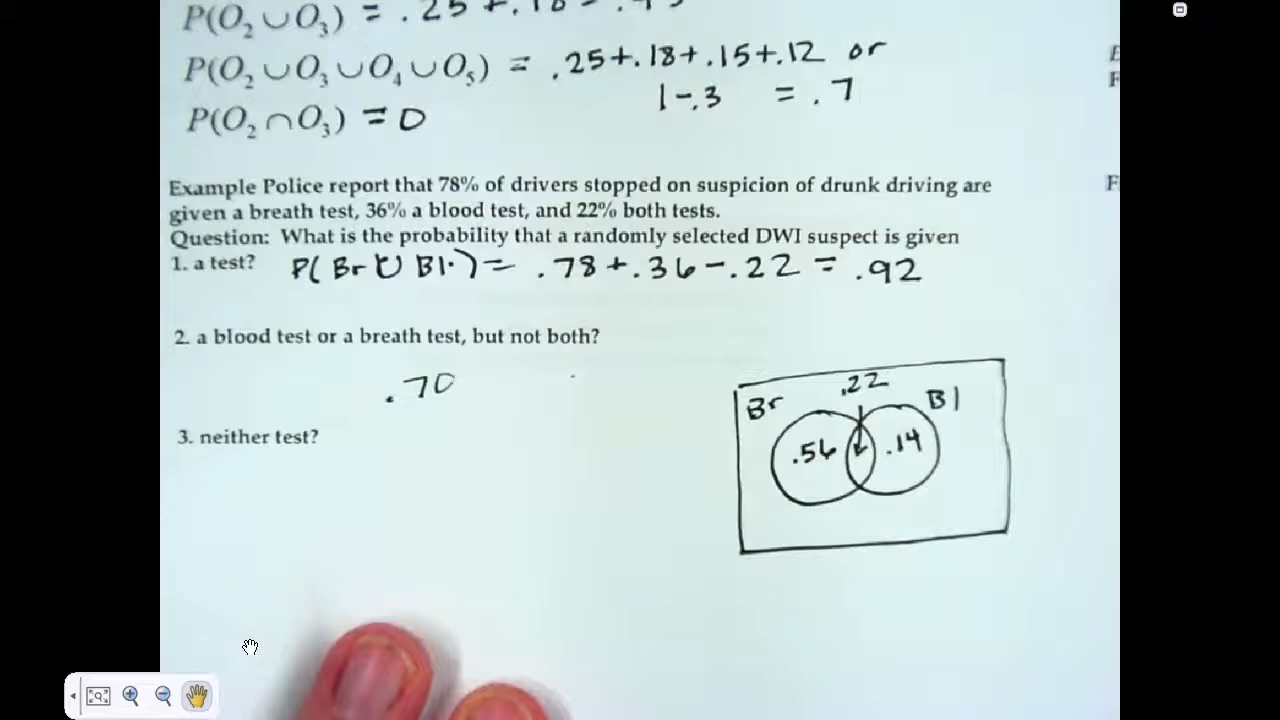 P(O₂ ∪ O₃) = .25 + .18 =
P(O₂ ∪ O₃ ∪ O₄ ∪ O₅) = .25+.18+.15+.12 or
1-.3 = .7
P(O₂ ∩ O₃) = 0
Example Police report that 78% of drivers stopped on suspicion of drunk driving are
given a breath test, 36% a blood test, and 22% both tests.
Question: What is the probability that a randomly selected DWI suspect is given
1. a test? P(Br ∪ Bl.) = .78 + .36 - .22 = .92
2. a blood test or a breath test, but not both?
.70
3. neither test?
.22
Br Bl
.56 .14
F